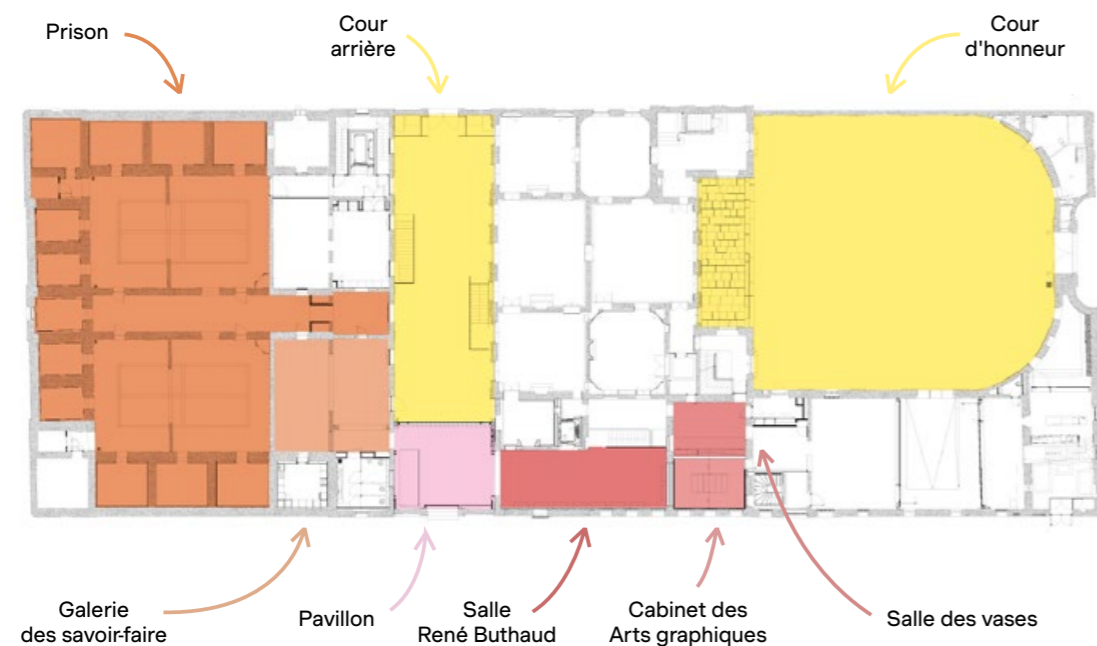 Prison
Cour
arrière
Cour
d'honneur
Galerie
des savoir-faire
Pavillon
Salle
René Buthaud
Cabinet des
Arts graphiques
Salle des vases